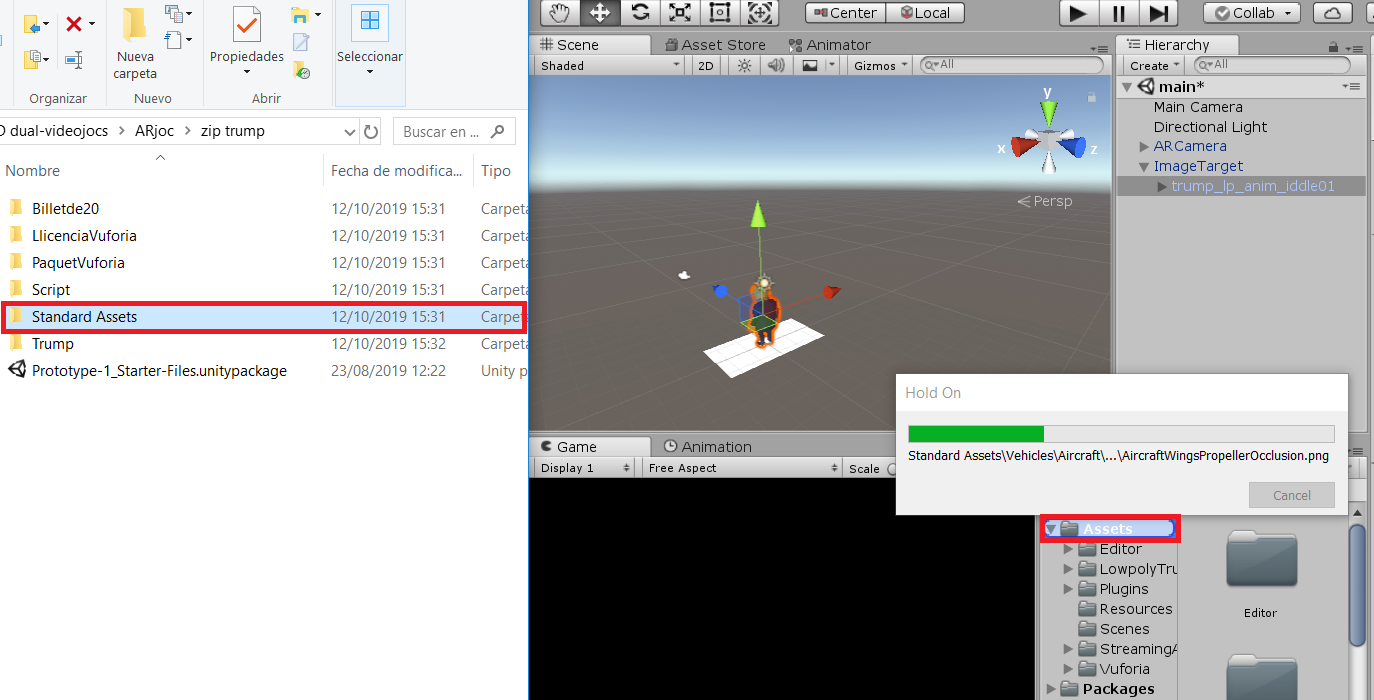 Nueva
carpeta
Propiedades
Seleccionar
Organizar
Nuevo
Abrir
dual-videojocs > ARjoc > zip trump
Buscar en ...
Nombre
Fecha de modifica...
Tipo
Billetde20 12/10/2019 15:31 Carpet
LlicenciaVuforia 12/10/2019 15:31 Carpet
PaquetVuforia 12/10/2019 15:31 Carpet
Script 12/10/2019 15:31 Carpet
Standard Assets 12/10/2019 15:31 Carpet
Trump 12/10/2019 15:32 Carpet
Prototype-1_Starter-Files.unitypackage 23/08/2019 12:22 Unity p
Center
Local
Collab
Scene
Asset Store
Animator
Shaded
2D
Gizmos
All
y
x
z
Persp
Hierarchy
Create
All
main*
Main Camera
Directional Light
ARCamera
ImageTarget
trump_lp_anim_iddle01
Game
Animation
Display 1
Free Aspect
Scale
Hold On
Standard Assets\Vehicles\Aircraft\...\AircraftWingsPropellerOcclusion.png
Cancel
Assets
Editor
LowpolyTru
Plugins
Resources
Scenes
StreamingA
Vuforia
Packages
Editor